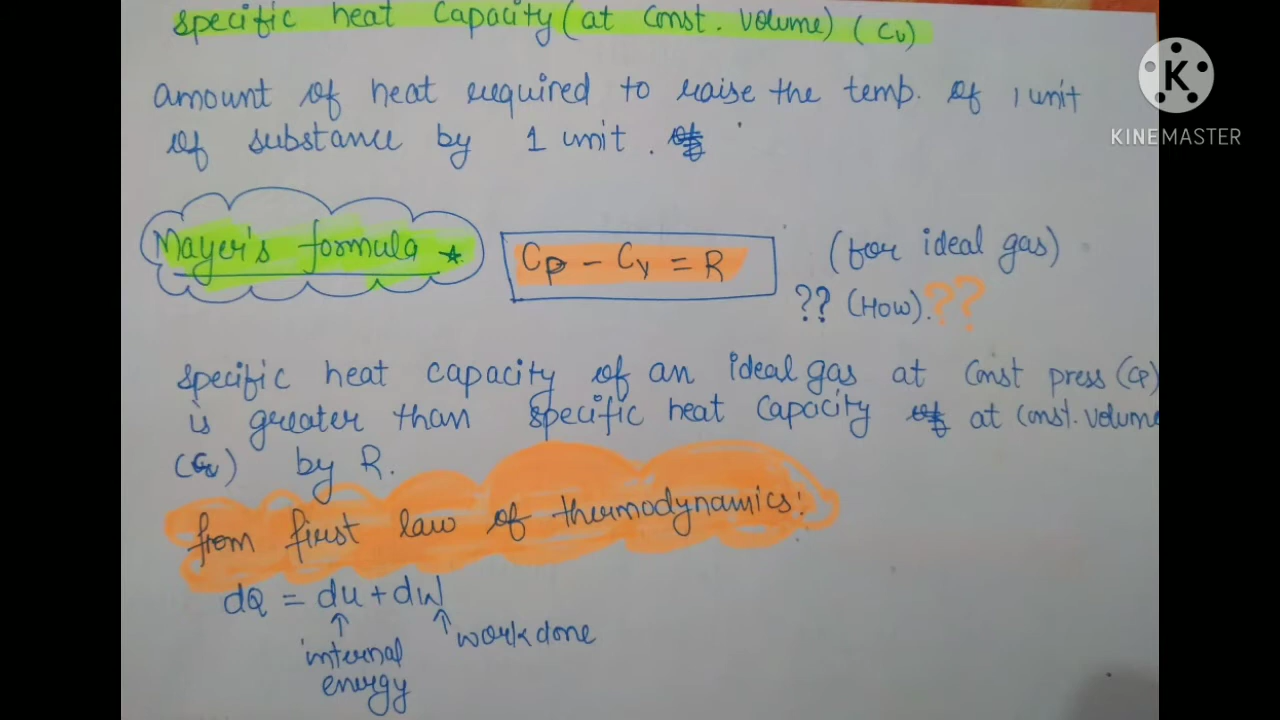 specific heat capacity (at const. volume) (Cv)
amount of heat required to raise the temp. of 1 unit
of substance by 1 unit.
Mayer's formula ★
CP - Cv = R
(for ideal gas)
?? (How).??
specific heat capacity of an ideal gas at const press (CP)
is greater than specific heat capacity at const. volume
(Cv) by R.
from first law of thermodynamics:
dQ = du + dW
internal energy
workdone
K
KINEMASTER